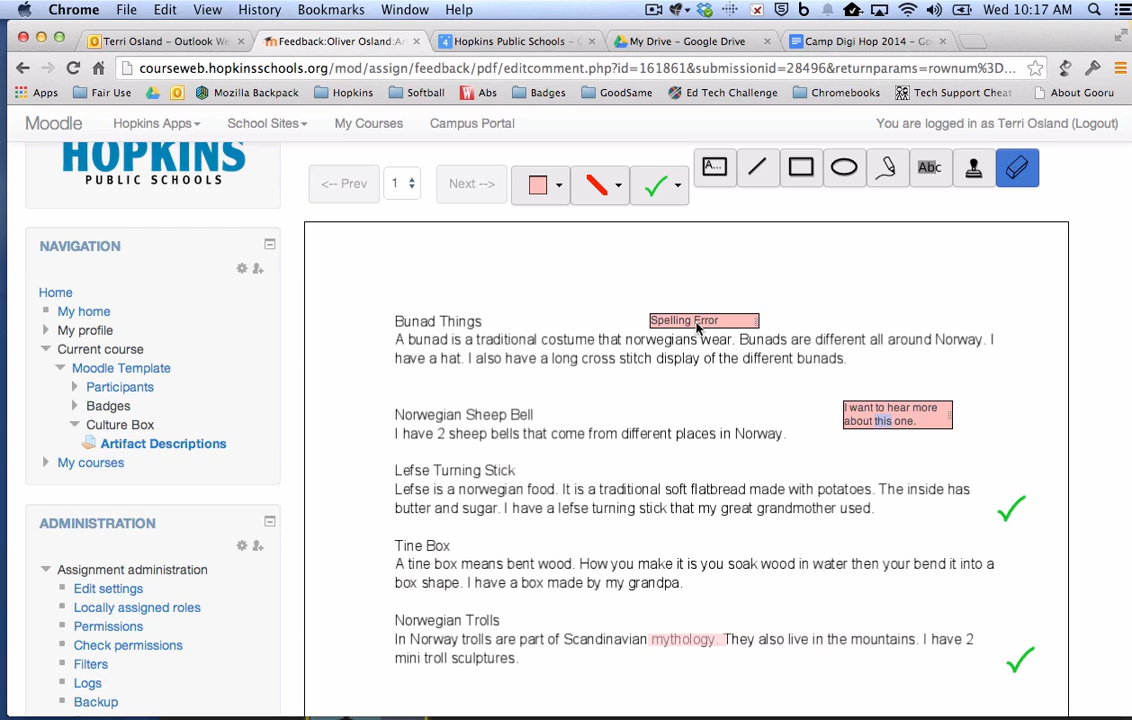 Chrome File Edit View History Bookmarks Window Help Wed 10:17 AM
Terri Osland – Outlook We
Feedback:Oliver Osland:Ar
Hopkins Public Schools – C
My Drive – Google Drive
Camp Digi Hop 2014 – Go
courseweb.hopkinsschools.org/mod/assign/feedback/pdf/editcomment.php?id=161861&submissionid=28496&returnparams=rownum%3D...
Apps Fair Use Mozilla Backpack Hopkins Softball Abs Badges GoodSame Ed Tech Challenge Chromebooks Tech Support Cheat About Gooru
Moodle Hopkins Apps School Sites My Courses Campus Portal You are logged in as Terri Osland (Logout)
HOPKINS
PUBLIC SCHOOLS
<-- Prev 1 Next --> A... Abc
NAVIGATION
Home
My home
My profile
Current course
Moodle Template
Participants
Badges
Culture Box
Artifact Descriptions
My courses
ADMINISTRATION
Assignment administration
Edit settings
Locally assigned roles
Permissions
Check permissions
Filters
Logs
Backup
Bunad Things
Spelling Error
A bunad is a traditional costume that norwegians wear. Bunads are different all around Norway. I
have a hat. I also have a long cross stitch display of the different bunads.
I want to hear more
about this one.
Norwegian Sheep Bell
I have 2 sheep bells that come from different places in Norway.
Lefse Turning Stick
Lefse is a norwegian food. It is a traditional soft flatbread made with potatoes. The inside has
butter and sugar. I have a lefse turning stick that my great grandmother used.
Tine Box
A tine box means bent wood. How you make it is you soak wood in water then your bend it into a
box shape. I have a box made by my grandpa.
Norwegian Trolls
In Norway trolls are part of Scandinavian mythology. They also live in the mountains. I have 2
mini troll sculptures.